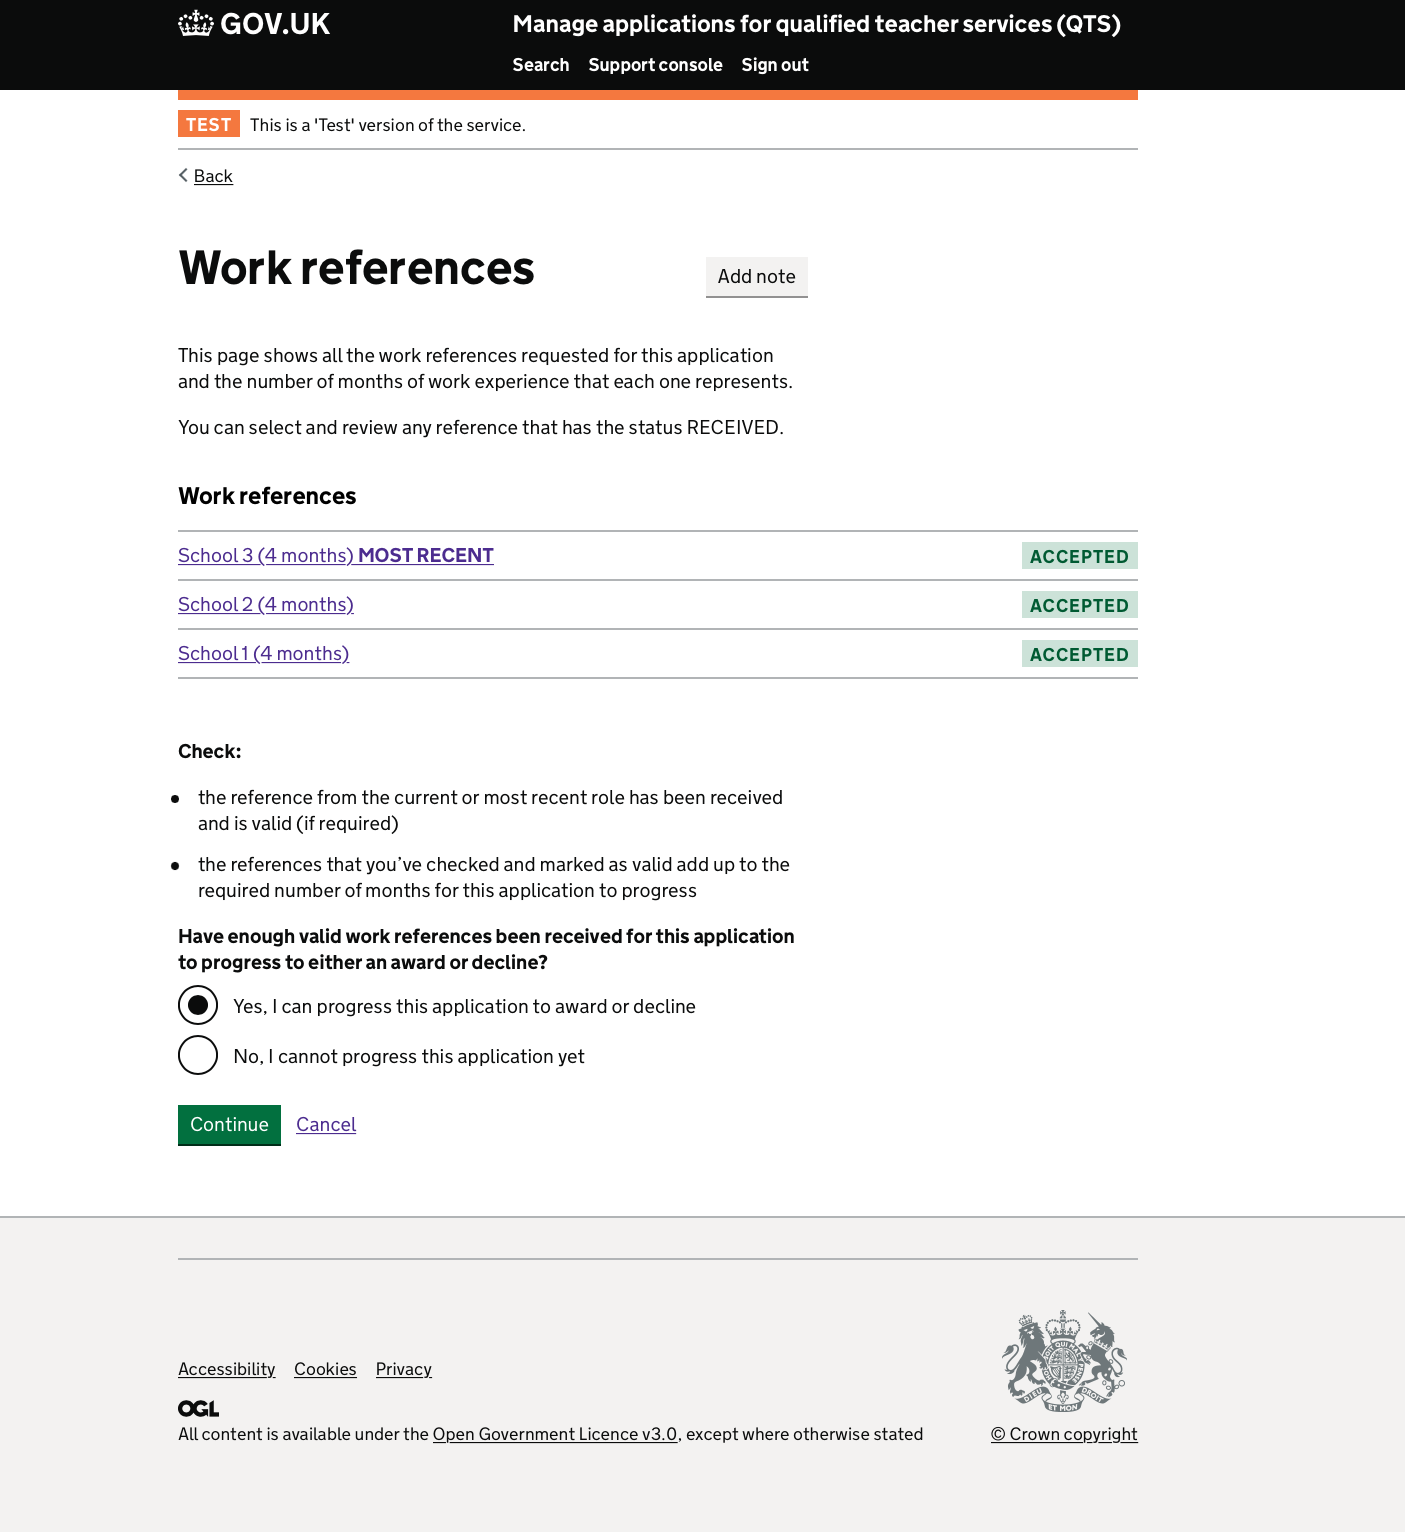 GOV.UK
Manage applications for qualified teacher services (QTS)
Search Support console Sign out
TEST This is a 'Test' version of the service.
Back
Work references
Add note
This page shows all the work references requested for this application
and the number of months of work experience that each one represents.
You can select and review any reference that has the status RECEIVED.
Work references
School 3 (4 months) MOST RECENT ACCEPTED
School 2 (4 months) ACCEPTED
School 1 (4 months) ACCEPTED
Check:
the reference from the current or most recent role has been received
and is valid (if required)
the references that you’ve checked and marked as valid add up to the
required number of months for this application to progress
Have enough valid work references been received for this application
to progress to either an award or decline?
Yes, I can progress this application to award or decline
No, I cannot progress this application yet
Continue Cancel
Accessibility Cookies Privacy
OGL
All content is available under the Open Government Licence v3.0, except where otherwise stated
DIEU ET MON DROIT
© Crown copyright